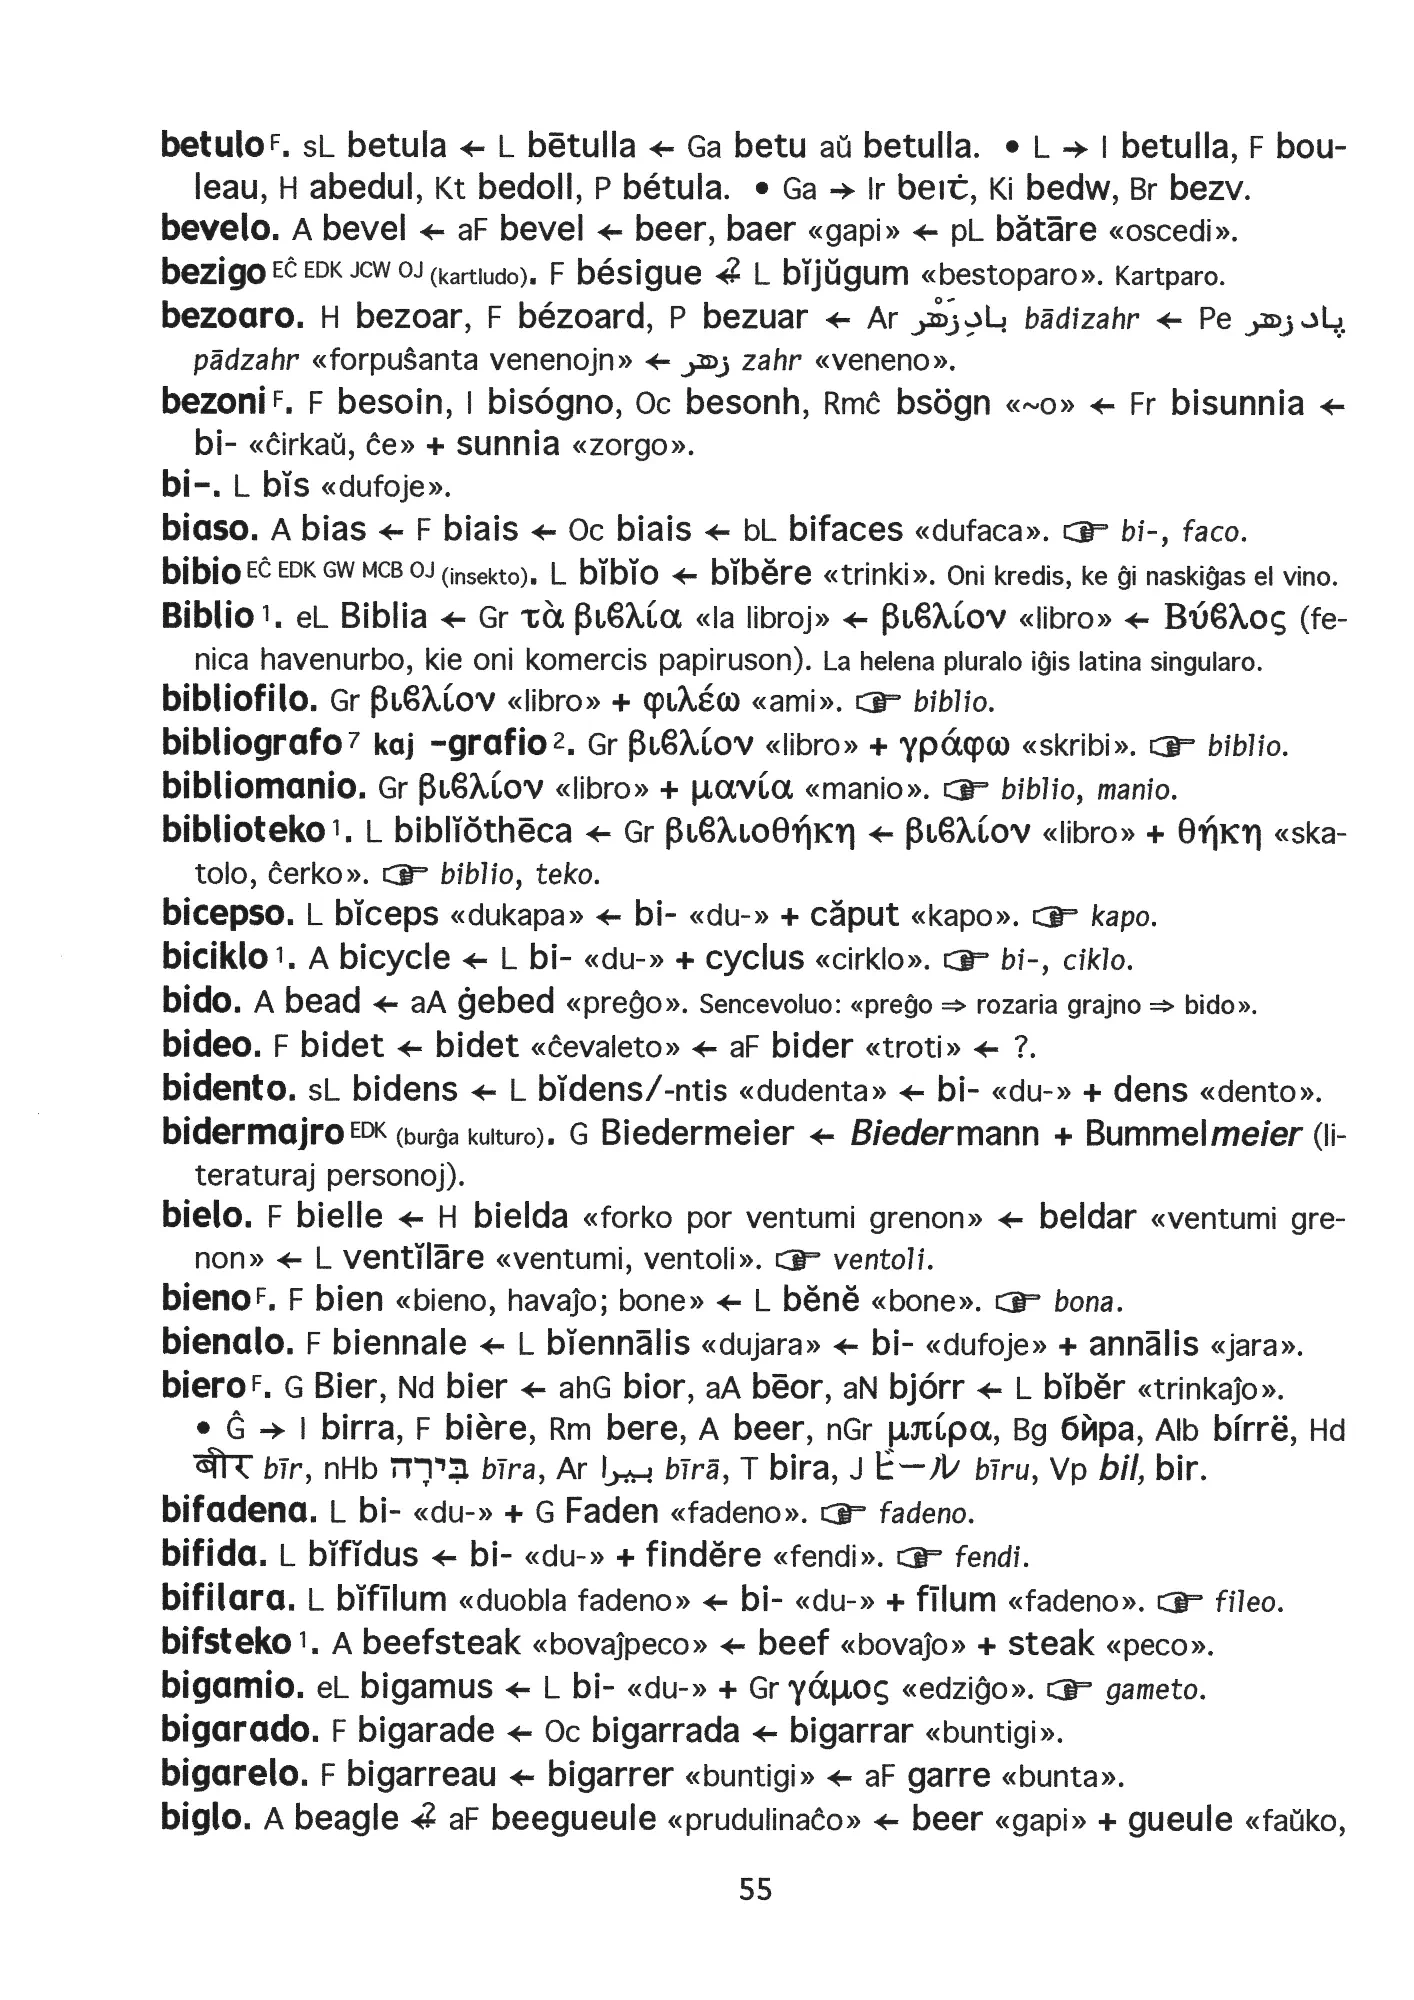 betulo F. sL betula ← L bētulla ← Ga betu aŭ betulla. • L → I betulla, F bou-
leau, H abedul, Kt bedoll, P bétula. • Ga → Ir beıṫ, Ki bedw, Br bezv.
bevelo. A bevel ← aF bevel ← beer, baer «gapi» ← pL bătāre «oscedi».
bezigo EĈ EDK JCW OJ (kartludo). F bésigue ⁠←? L bĭjŭgum «bestoparo». Kartparo.
bezoaro. H bezoar, F bézoard, P bezuar ← Ar بادِزَهْر bādizahr ← Pe پاد زهر
pādzahr «forpuŝanta venenojn» ← زهر zahr «veneno».
bezoni F. F besoin, I bisógno, Oc besonh, Rmĉ bsögn «~o» ← Fr bisunnia ←
bi- «ĉirkaŭ, ĉe» + sunnia «zorgo».
bi-. L bĭs «dufoje».
biaso. A bias ← F biais ← Oc biais ← bL bifaces «dufaca». ☞ bi-, faco.
bibio EĈ EDK GW MCB OJ (insekto). L bĭbĭo ← bĭbĕre «trinki». Oni kredis, ke ĝi naskiĝas el vino.
Biblio 1. eL Biblia ← Gr τὰ βιϐλία «la libroj» ← βιϐλίον «libro» ← Βύϐλος (fe-
nica havenurbo, kie oni komercis papiruson). La helena pluralo iĝis latina singularo.
bibliofilo. Gr βιϐλίον «libro» + φιλέω «ami». ☞ biblio.
bibliografo 7 kaj -grafio 2. Gr βιϐλίον «libro» + γράφω «skribi». ☞ biblio.
bibliomanio. Gr βιϐλίον «libro» + μανία «manio». ☞ biblio, manio.
biblioteko 1. L biblĭŏthēca ← Gr βιϐλιοθήκη ← βιϐλίον «libro» + θήκη «ska-
tolo, ĉerko». ☞ biblio, teko.
bicepso. L bĭceps «dukapa» ← bi- «du-» + căput «kapo». ☞ kapo.
biciklo 1. A bicycle ← L bi- «du-» + cyclus «cirklo». ☞ bi-, ciklo.
bido. A bead ← aA ġebed «preĝo». Sencevoluo: «preĝo ⇒ rozaria grajno ⇒ bido».
bideo. F bidet ← bidet «ĉevaleto» ← aF bider «troti» ← ?.
bidento. sL bidens ← L bĭdens/-ntis «dudenta» ← bi- «du-» + dens «dento».
bidermajro EDK (burĝa kulturo). G Biedermeier ← Biedermann + Bummelmeier (li-
teraturaj personoj).
bielo. F bielle ← H bielda «forko por ventumi grenon» ← beldar «ventumi gre-
non» ← L ventĭlāre «ventumi, ventoli». ☞ ventoli.
bieno F. F bien «bieno, havaĵo; bone» ← L bĕnĕ «bone». ☞ bona.
bienalo. F biennale ← L bĭennālis «dujara» ← bi- «dufoje» + annālis «jara».
biero F. G Bier, Nd bier ← ahG bior, aA bēor, aN bjórr ← L bĭbĕr «trinkaĵo».
• Ĝ → I birra, F bière, Rm bere, A beer, nGr μπίρα, Bg би̇̀ра, Alb bírrë, Hd
बीर bīr, nHb בִּירָה bīra, Ar بيرا bīrā, T bira, J ビール bīru, Vp bil, bir.
bifadena. L bi- «du-» + G Faden «fadeno». ☞ fadeno.
bifida. L bĭfĭdus ← bi- «du-» + findĕre «fendi». ☞ fendi.
bifilara. L bĭfīlum «duobla fadeno» ← bi- «du-» + fīlum «fadeno». ☞ fileo.
bifsteko 1. A beefsteak «bovaĵpeco» ← beef «bovaĵo» + steak «peco».
bigamio. eL bigamus ← L bi- «du-» + Gr γάμος «edziĝo». ☞ gameto.
bigarado. F bigarade ← Oc bigarrada ← bigarrar «buntigi».
bigarelo. F bigarreau ← bigarrer «buntigi» ← aF garre «bunta».
biglo. A beagle ←? aF beegueule «prudulinaĉo» ← beer «gapi» + gueule «faŭko,
55